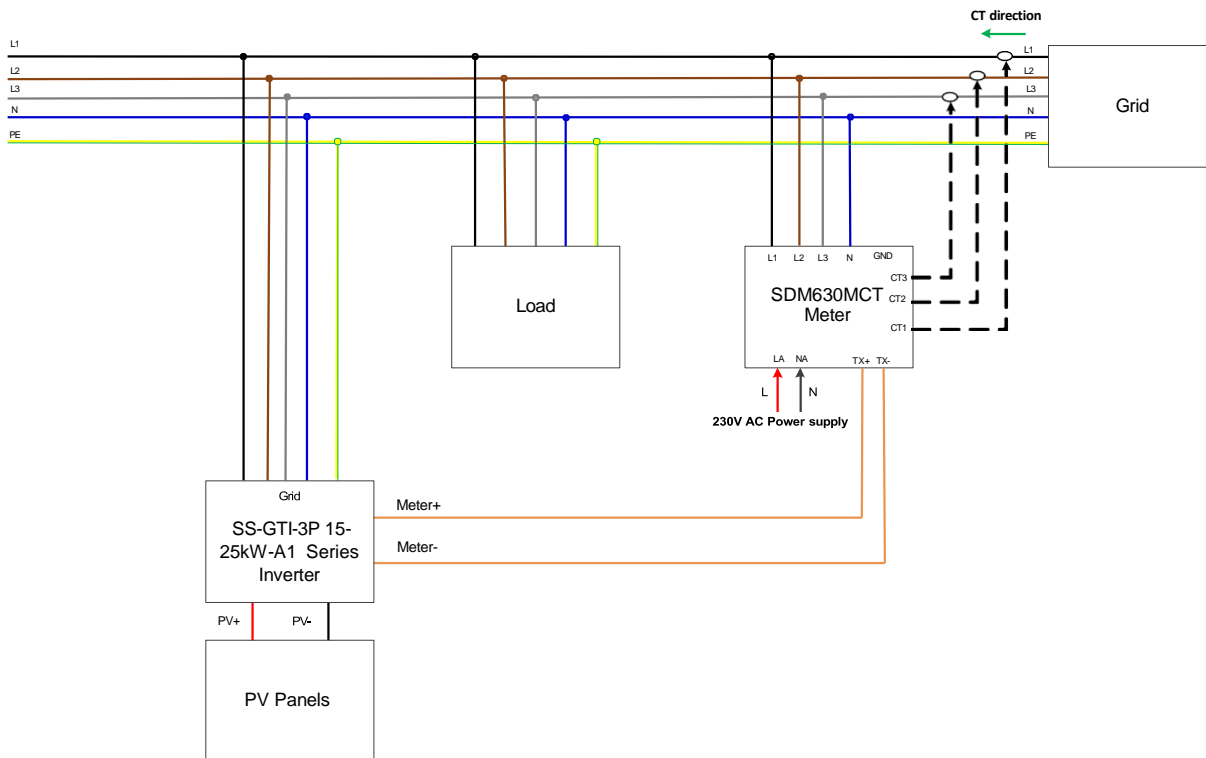 CT direction
L1
L1
L2
L2
L3
L3
N
N
PE
PE
Grid
L1
L2
L3
N
GND
CT3
SDM630MCT
CT2
Meter
CT1
Load
LA
NA
TX+
TX-
L
N
230V AC Power supply
Grid
SS-GTI-3P 15-
25kW-A1 Series
Inverter
Meter+
Meter-
PV+
PV-
PV Panels